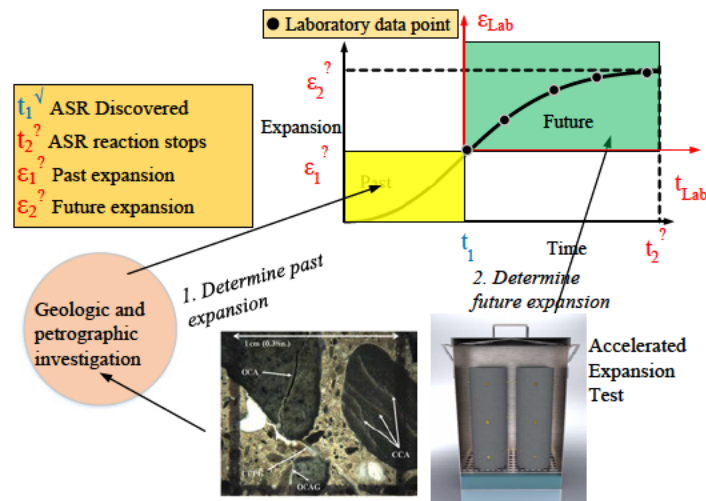 Laboratory data point
ε Lab
t₁√ ASR Discovered
t₂? ASR reaction stops
ε₁? Past expansion
ε₂? Future expansion
ε₂?
Expansion
ε₁?
Future
Past
t Lab
t₁
Time
t₂?
1. Determine past
expansion
2. Determine
future expansion
Geologic and
petrographic
investigation
1cm (0.39in.)
OCA
CCA
OCAG
Accelerated
Expansion
Test